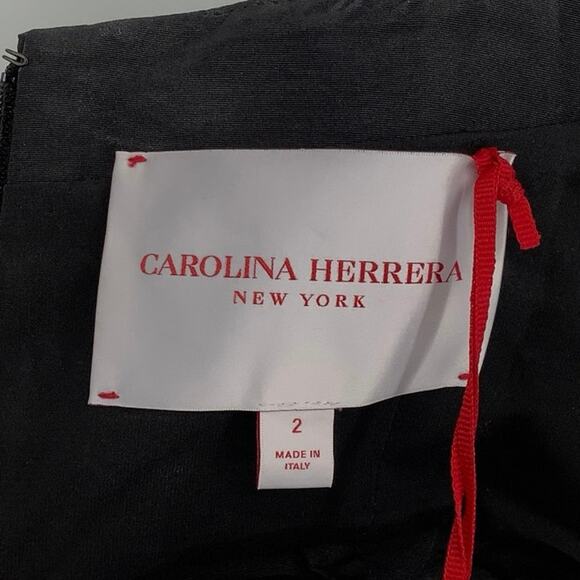 CAROLINA HERRERA
NEW YORK
2
MADE IN
ITALY